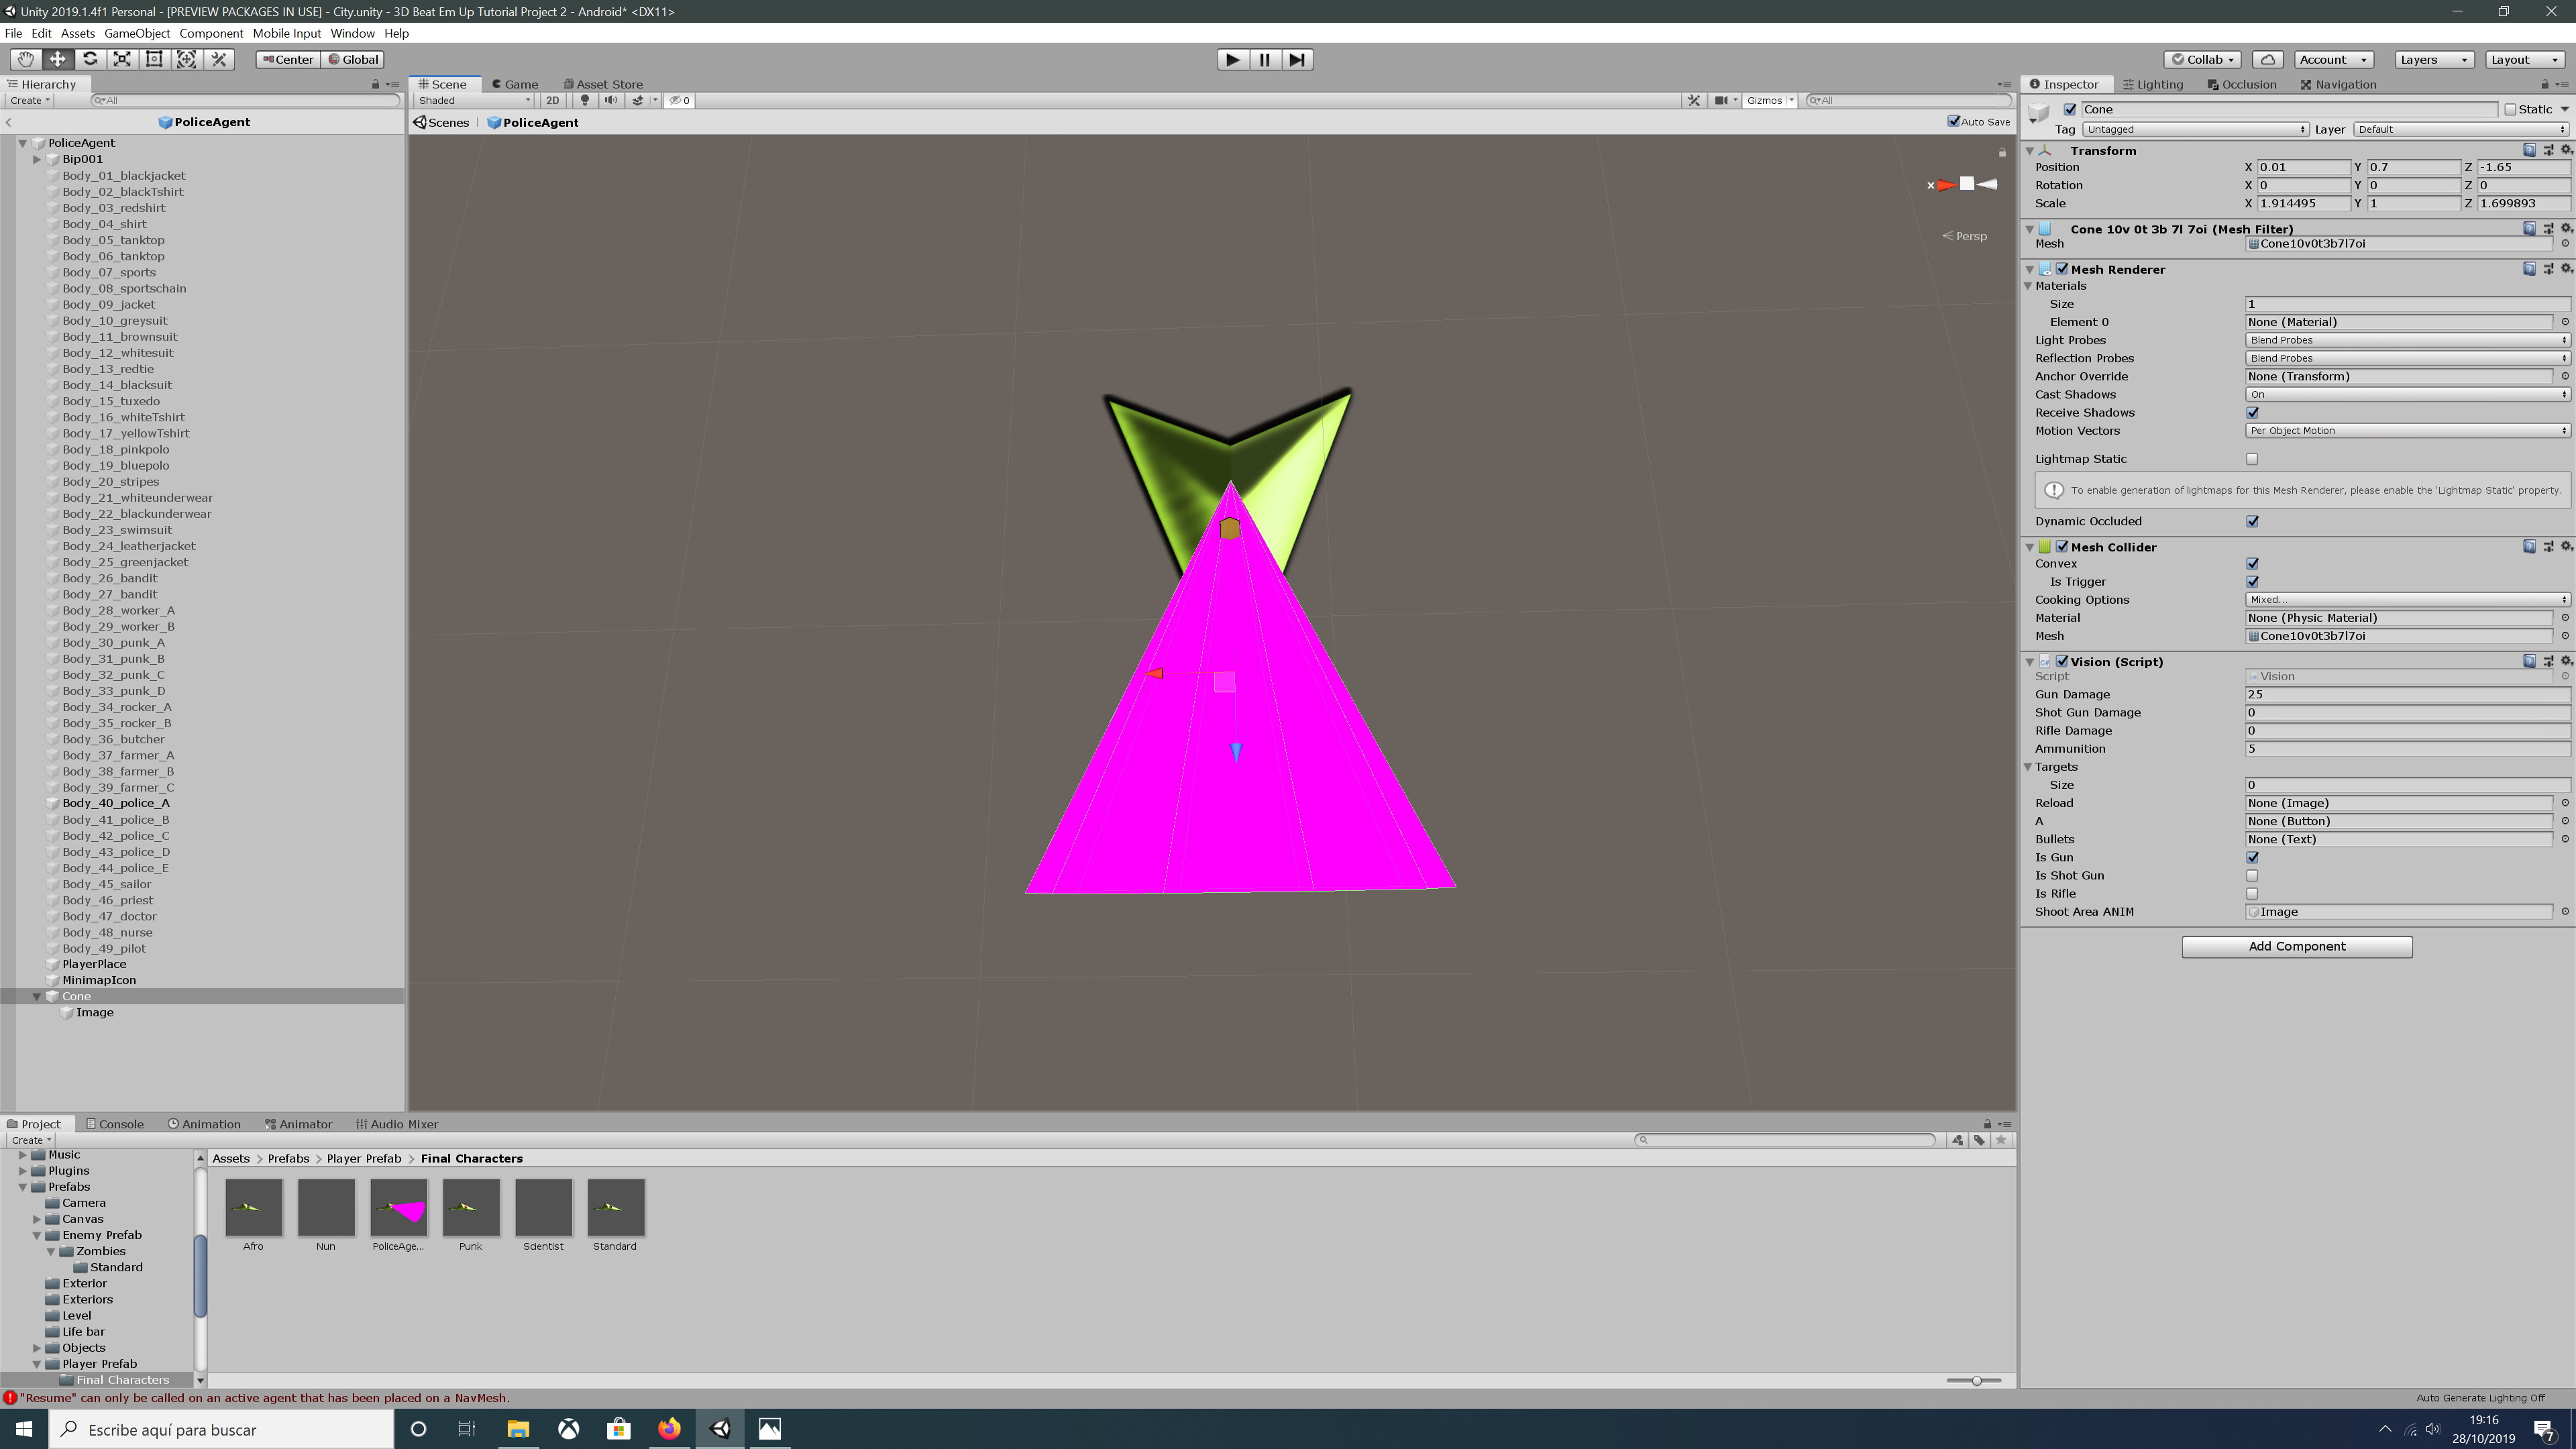 Unity 2019.1.4f1 Personal - [PREVIEW PACKAGES IN USE] - City.unity - 3D Beat Em Up Tutorial Project 2 - Android* <DX11>
File Edit Assets GameObject Component Mobile Input Window Help
Center Global Collab Account Layers Layout
Hierarchy
Create All
PoliceAgent
PoliceAgent
Bip001
Body_01_blackjacket
Body_02_blackTshirt
Body_03_redshirt
Body_04_shirt
Body_05_tanktop
Body_06_tanktop
Body_07_sports
Body_08_sportschain
Body_09_jacket
Body_10_greysuit
Body_11_brownsuit
Body_12_whitesuit
Body_13_redtie
Body_14_blacksuit
Body_15_tuxedo
Body_16_whiteTshirt
Body_17_yellowTshirt
Body_18_pinkpolo
Body_19_bluepolo
Body_20_stripes
Body_21_whiteunderwear
Body_22_blackunderwear
Body_23_swimsuit
Body_24_leatherjacket
Body_25_greenjacket
Body_26_bandit
Body_27_bandit
Body_28_worker_A
Body_29_worker_B
Body_30_punk_A
Body_31_punk_B
Body_32_punk_C
Body_33_punk_D
Body_34_rocker_A
Body_35_rocker_B
Body_36_butcher
Body_37_farmer_A
Body_38_farmer_B
Body_39_farmer_C
Body_40_police_A
Body_41_police_B
Body_42_police_C
Body_43_police_D
Body_44_police_E
Body_45_sailor
Body_46_priest
Body_47_doctor
Body_48_nurse
Body_49_pilot
PlayerPlace
MinimapIcon
Cone
Image
Scene Game Asset Store
Shaded 2D 0 Gizmos All
Scenes PoliceAgent Auto Save
x
Persp
Inspector Lighting Occlusion Navigation
Cone Static
Tag Untagged Layer Default
Transform
Position X 0.01 Y 0.7 Z -1.65
Rotation X 0 Y 0 Z 0
Scale X 1.914495 Y 1 Z 1.699893
Cone 10v 0t 3b 7l 7oi (Mesh Filter)
Mesh Cone10v0t3b7l7oi
Mesh Renderer
Materials
Size 1
Element 0 None (Material)
Light Probes Blend Probes
Reflection Probes Blend Probes
Anchor Override None (Transform)
Cast Shadows On
Receive Shadows
Motion Vectors Per Object Motion
Lightmap Static
To enable generation of lightmaps for this Mesh Renderer, please enable the 'Lightmap Static' property.
Dynamic Occluded
Mesh Collider
Convex
Is Trigger
Cooking Options Mixed...
Material None (Physic Material)
Mesh Cone10v0t3b7l7oi
Vision (Script)
Script Vision
Gun Damage 25
Shot Gun Damage 0
Rifle Damage 0
Ammunition 5
Targets
Size 0
Reload None (Image)
A None (Button)
Bullets None (Text)
Is Gun
Is Shot Gun
Is Rifle
Shoot Area ANIM Image
Add Component
Project Console Animation Animator Audio Mixer
Create
Music
Plugins
Prefabs
Camera
Canvas
Enemy Prefab
Zombies
Standard
Exterior
Exteriors
Level
Life bar
Objects
Player Prefab
Final Characters
Assets > Prefabs > Player Prefab > Final Characters
Afro Nun PoliceAge... Punk Scientist Standard
"Resume" can only be called on an active agent that has been placed on a NavMesh.
Auto Generate Lighting Off
Escribe aquí para buscar
19:16
28/10/2019
7